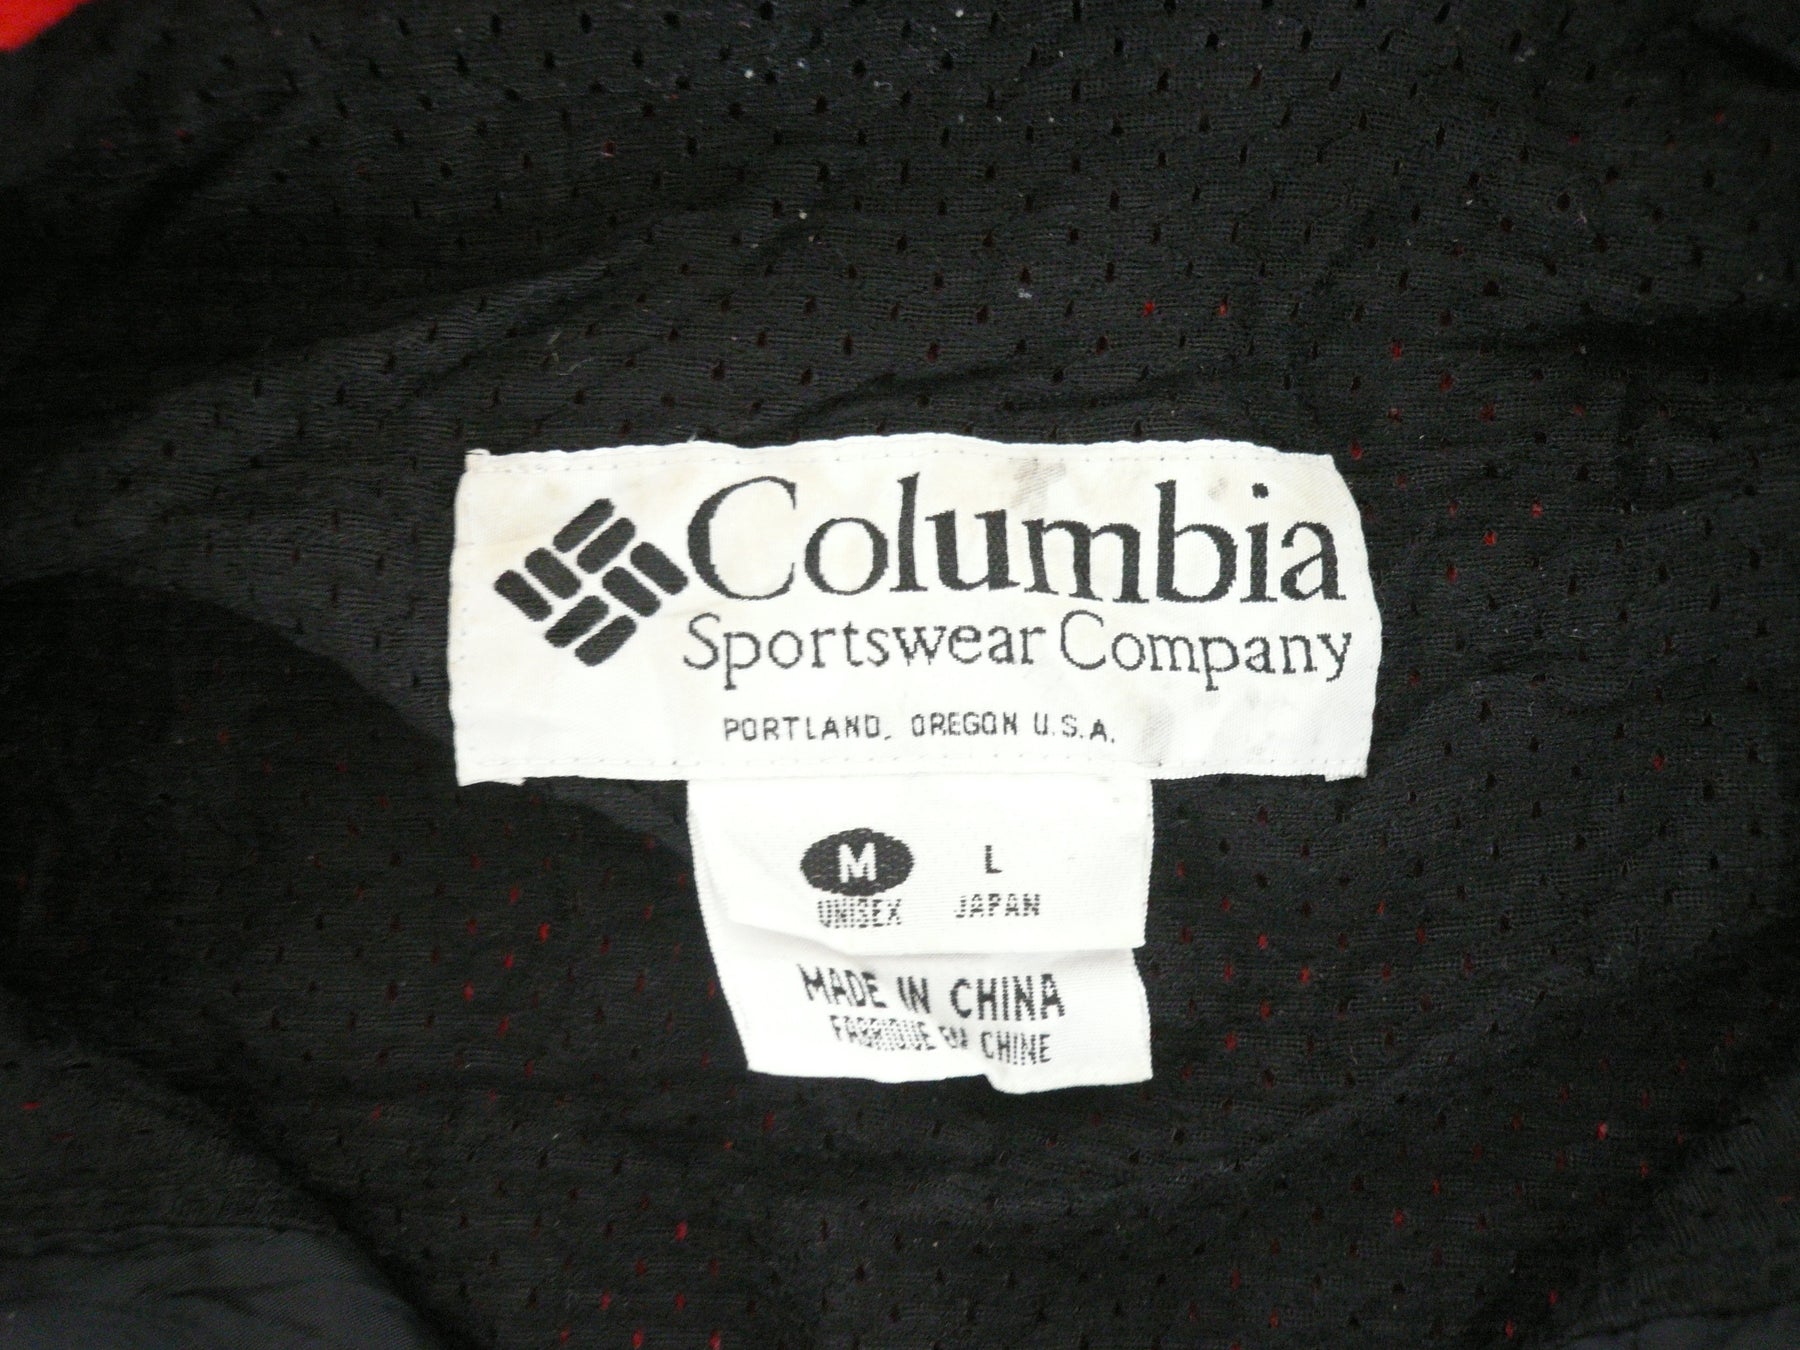 Columbia
Sportswear Company
PORTLAND, OREGON U.S.A.
M L
UNISEX JAPAN
MADE IN CHINA
FABRIQUE EN CHINE